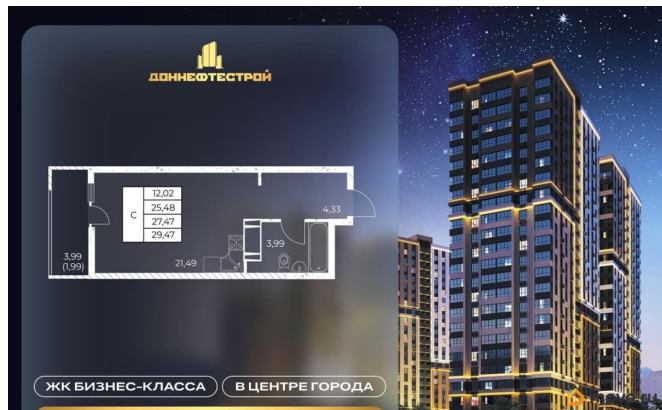 ДОННЕФТЕСТРОЙ
С
12,02
25,48
27,47
29,47
4,33
3,99
3,99
(1,99)
21,49
ЖК БИЗНЕС-КЛАССА
В ЦЕНТРЕ ГОРОДА